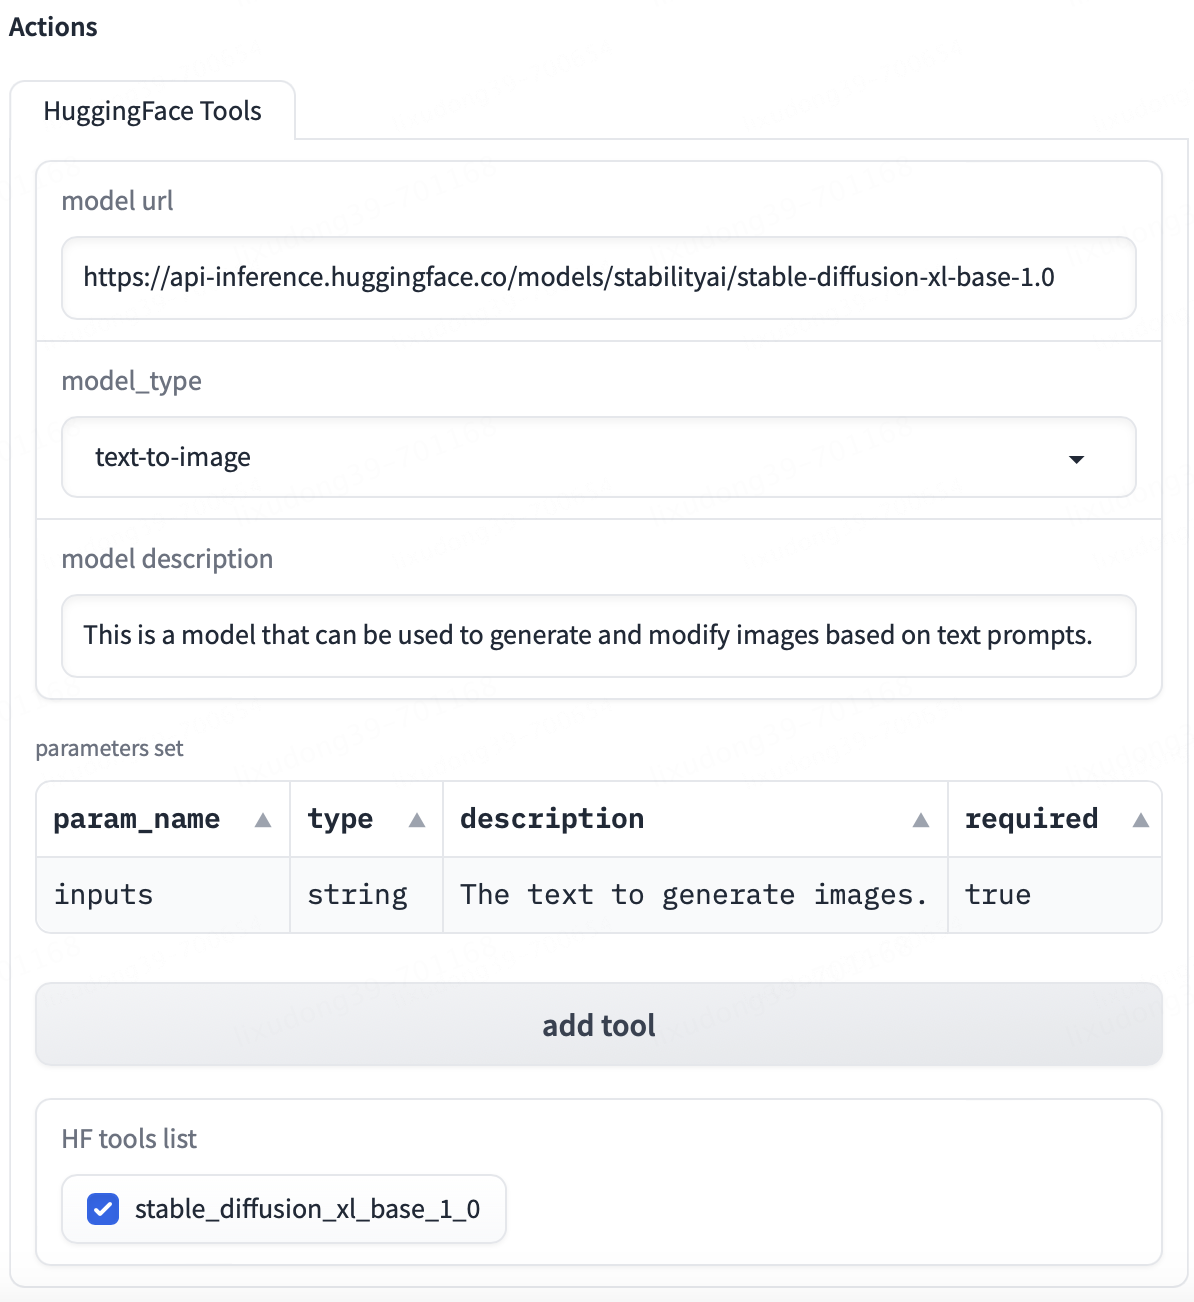 Actions
HuggingFace Tools
model url
https://api-inference.huggingface.co/models/stabilityai/stable-diffusion-xl-base-1.0
model_type
text-to-image
model description
This is a model that can be used to generate and modify images based on text prompts.
parameters set
param_name ▲ type ▲ description ▲ required ▲
inputs string The text to generate images. true
add tool
HF tools list
stable_diffusion_xl_base_1_0